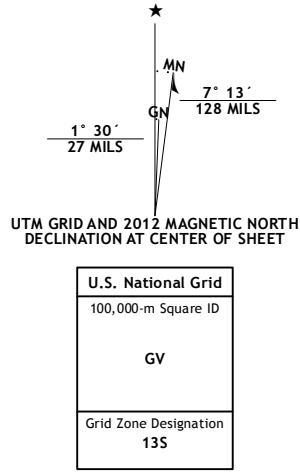 ★
MN
GN
7° 13´
128 MILS
1° 30´
27 MILS
UTM GRID AND 2012 MAGNETIC NORTH
DECLINATION AT CENTER OF SHEET
U.S. National Grid
100,000-m Square ID
GV
Grid Zone Designation
13S